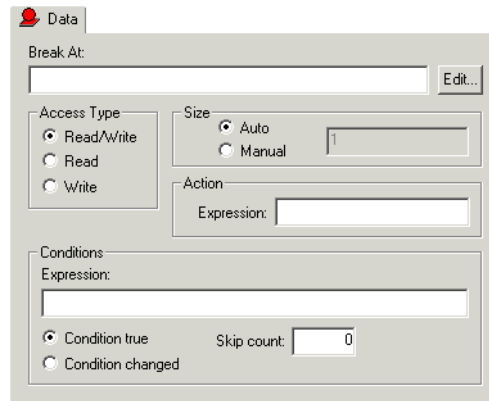 Data
Break At:
Edit...
Access Type
Read/Write
Read
Write
Size
Auto
Manual
1
Action
Expression:
Conditions
Expression:
Condition true
Skip count: 0
Condition changed